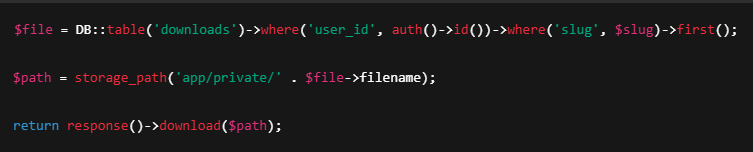 $file = DB::table('downloads')->where('user_id', auth()->id())->where('slug', $slug)->first();
$path = storage_path('app/private/' . $file->filename);
return response()->download($path);